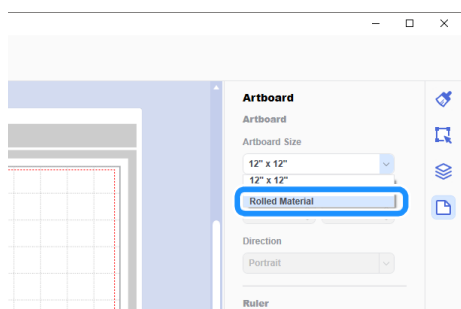 Artboard
Artboard
Artboard Size
12" x 12"
12" x 12"
Rolled Material
Direction
Portrait
Ruler